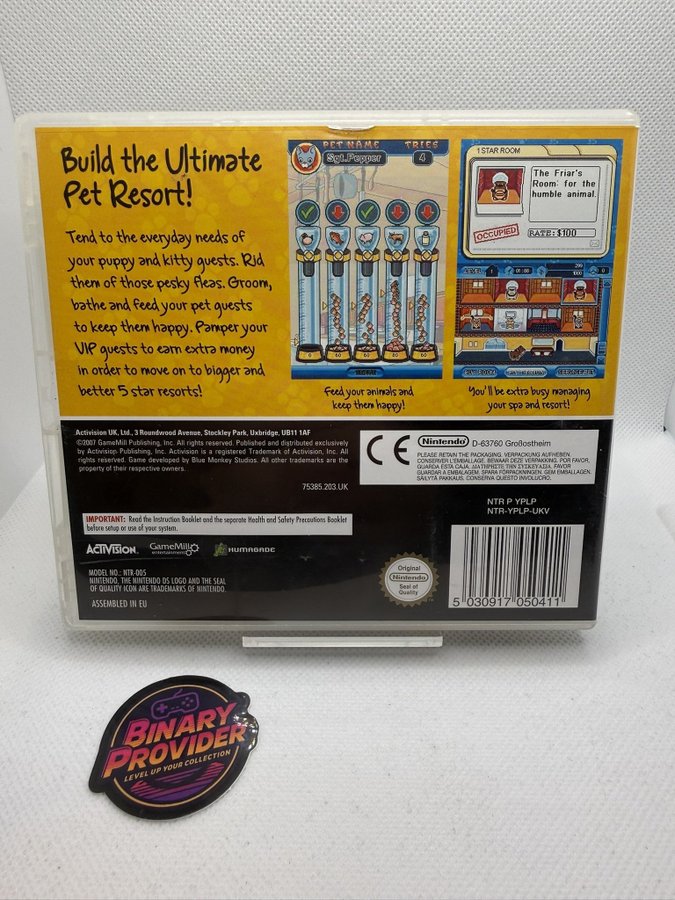 Build the Ultimate
Pet Resort!
Tend to the everyday needs of
your puppy and kitty guests. Rid
them of those pesky fleas. Groom,
bathe and feed your pet guests
to keep them happy. Pamper your
VIP guests to earn extra money
in order to move on to bigger and
better 5 star resorts!
PET NAME TRIES
Sgt.Pepper 4
Feed your animals and
keep them happy!
1 STAR ROOM
The Friar's
Room: for the
humble animal.
OCCUPIED
RATE: $100
LEVEL 1
You'll be extra busy managing
your spa and resort!
Activision UK, Ltd., 3 Roundwood Avenue, Stockley Park, Uxbridge, UB11 1AF
©2007 GameMill Publishing, Inc. All rights reserved. Published and distributed exclusively
by Activision Publishing, Inc. Activision is a registered Trademark of Activision, Inc. All
rights reserved. Game developed by Blue Monkey Studios. All other trademarks are the
property of their respective owners.
75385.203.UK
CE Nintendo D-63760 Großostheim
PLEASE RETAIN THE PACKAGING. VERPACKUNG AUFHEBEN.
CONSERVER L'EMBALLAGE. BEWAAR DEZE VERPAKKING. POR FAVOR,
GUARDA ESTA CAJA. ΔΙΑΤΗΡΗΣΤΕ ΤΗΝ ΣΥΣΚΕΥΑΣΙΑ. FAVOR
GUARDAR A EMBALAGEM. SPARA FÖRPACKNINGEN. GEM EMBALLAGEN.
SÄILYTÄ PAKKAUS. CONSERVA QUESTO INVOLUCRO.
NTR P YPLP
NTR-YPLP-UKV
IMPORTANT: Read the Instruction Booklet and the separate Health and Safety Precautions Booklet
before setup or use of your system.
ACTIVISION. GameMill entertainment HUMAGADE
MODEL NO.: NTR-005
NINTENDO, THE NINTENDO DS LOGO AND THE SEAL
OF QUALITY ICON ARE TRADEMARKS OF NINTENDO.
ASSEMBLED IN EU
Original
Nintendo
Seal of
Quality
5 030917 050411
BINARY
PROVIDER
LEVEL UP YOUR COLLECTION